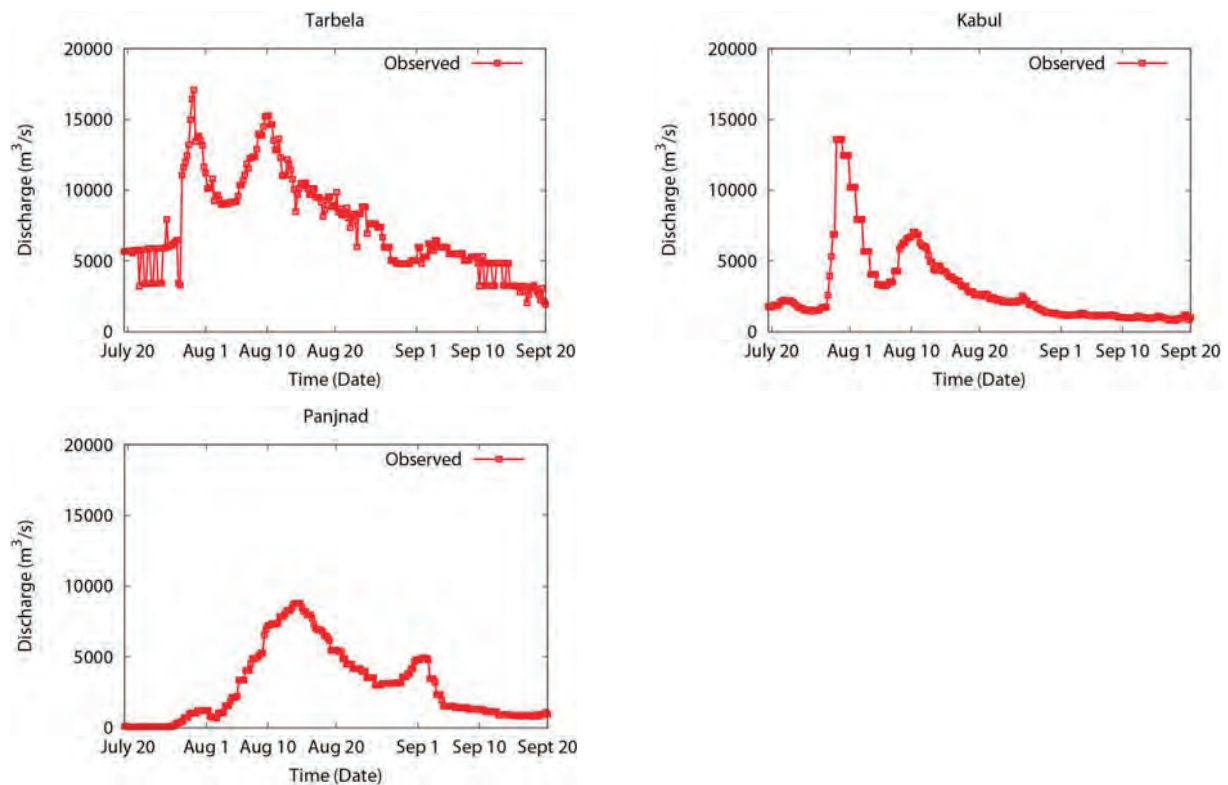 Tarbela
20000
15000
10000
5000
0
Discharge (m³/s)
Observed
July 20 Aug 1 Aug 10 Aug 20 Sep 1 Sep 10 Sept 20
Time (Date)
Kabul
20000
15000
10000
5000
0
Discharge (m³/s)
Observed
July 20 Aug 1 Aug 10 Aug 20 Sep 1 Sep 10 Sept 20
Time (Date)
Panjnad
20000
15000
10000
5000
0
Discharge (m³/s)
Observed
July 20 Aug 1 Aug 10 Aug 20 Sep 1 Sep 10 Sept 20
Time (Date)